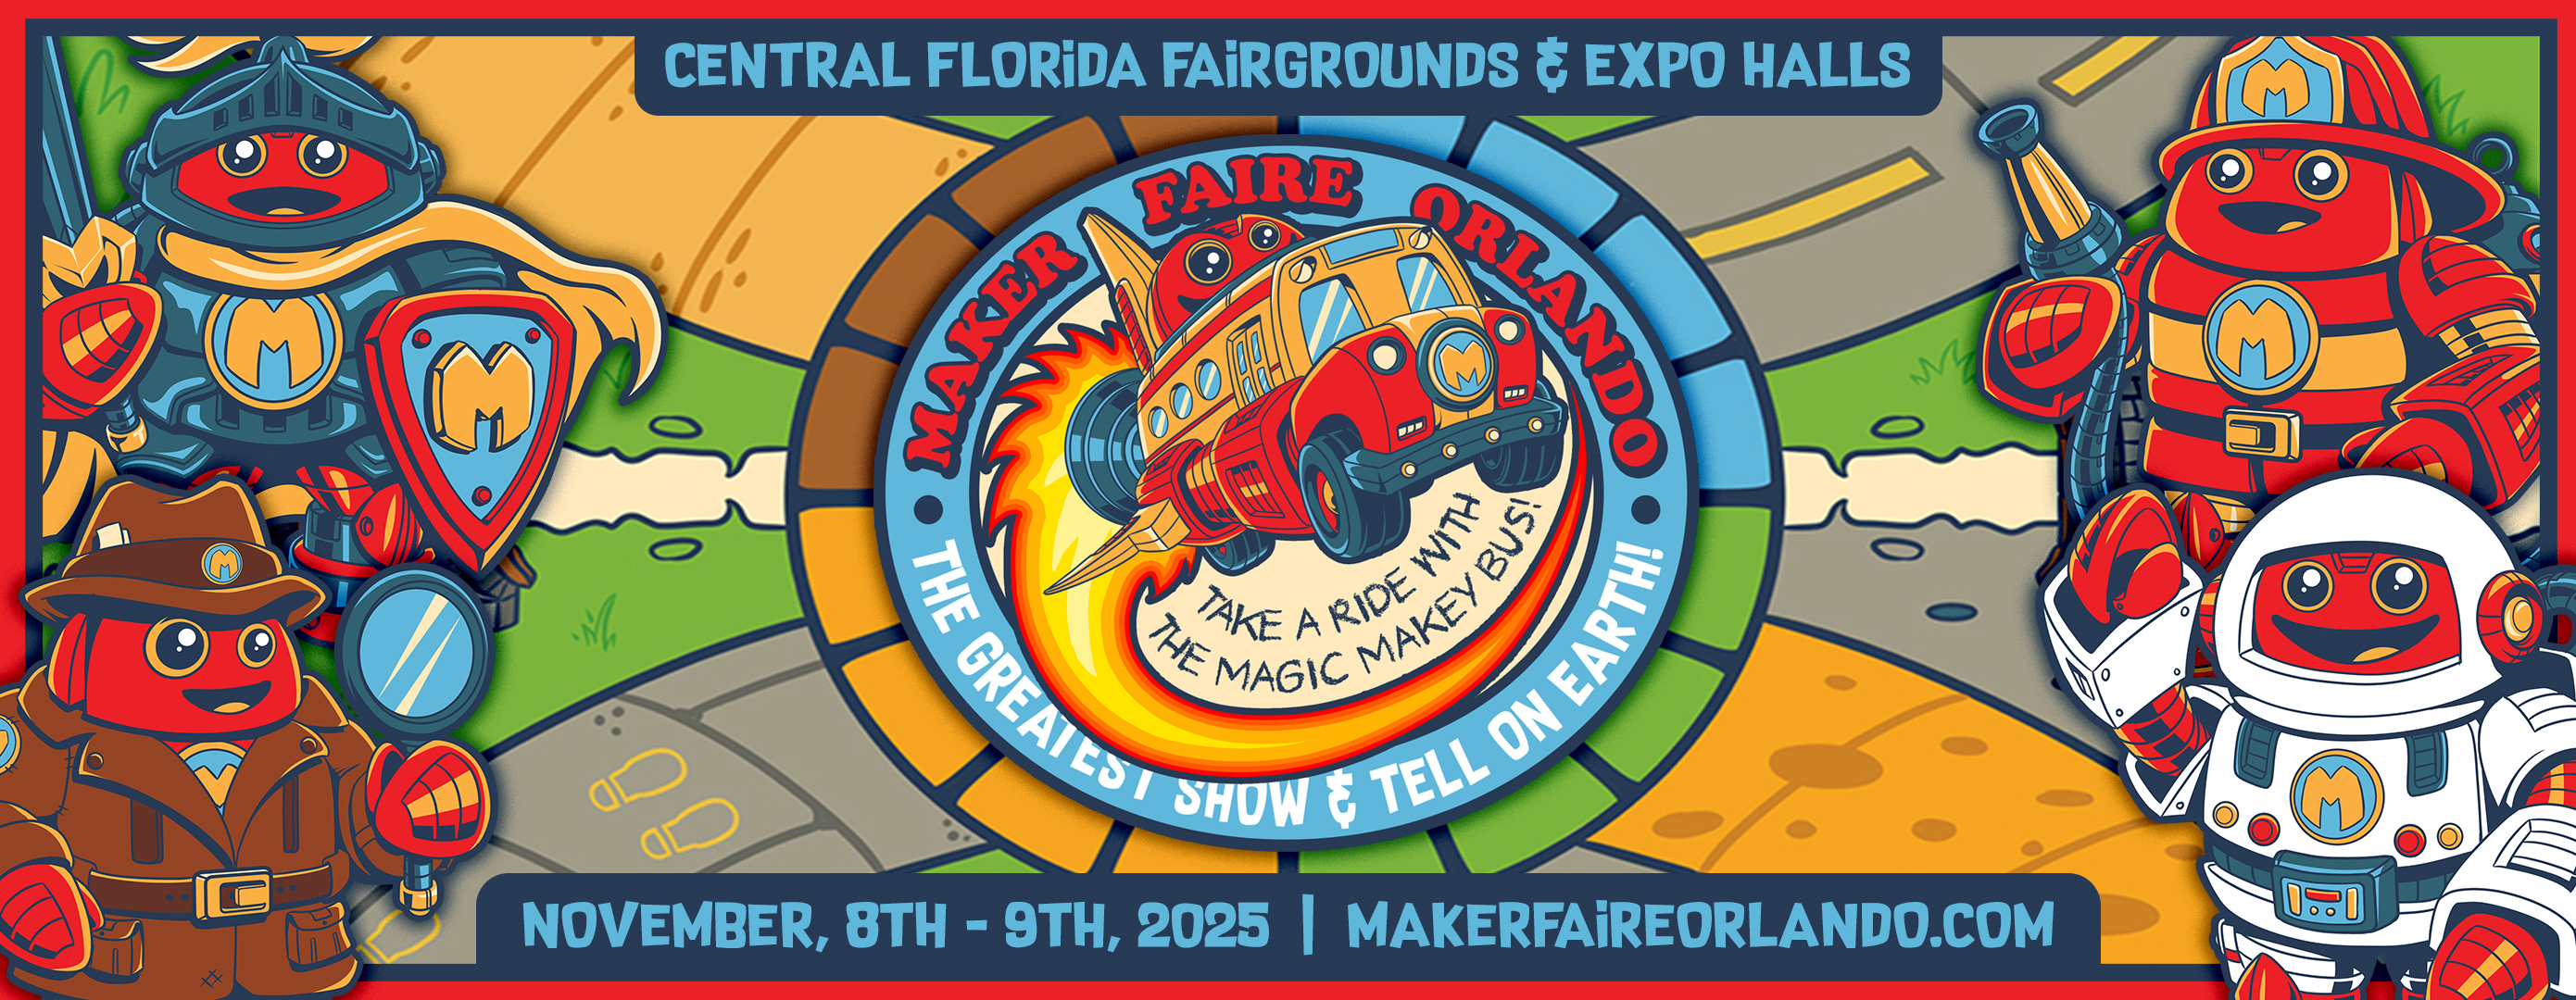 CENTRAL FLORiDA FAiRGROUNDS & EXPO HALLS
MAKER FAIRE ORLANDO
TAKE A RIDE WITH
THE MAGIC MAKEY BUS!
THE GREATEST SHOW & TELL ON EARTH!
M
M
M
M
M
M
M
M
NOVEMBER, 8TH - 9TH, 2025 | MAKERFAiREORLANDO.COM